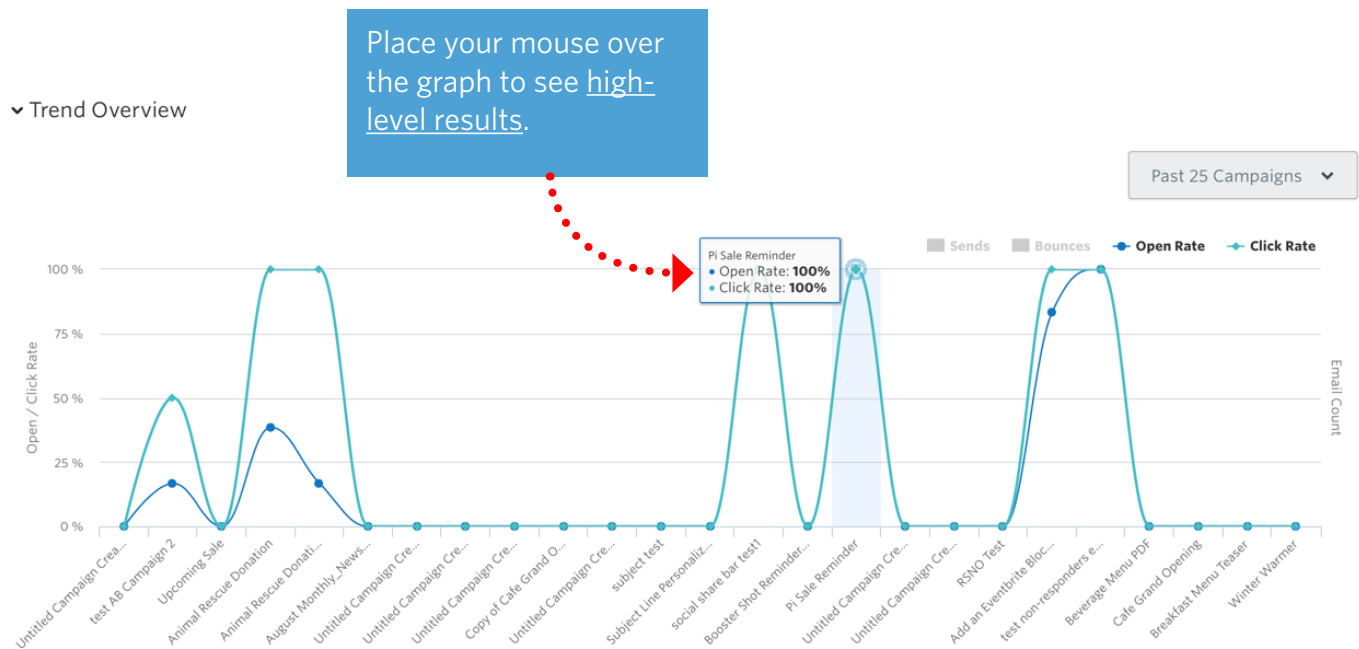 Place your mouse over
the graph to see high-
level results.
Trend Overview
Past 25 Campaigns
Sends
Bounces
Open Rate
Click Rate
Pi Sale Reminder
Open Rate: 100%
Click Rate: 100%
100 %
75 %
50 %
25 %
0 %
Open / Click Rate
Email Count
Untitled Campaign Crea...
test AB Campaign 2
Upcoming Sale
Animal Rescue Donation
Animal Rescue Donati...
August Monthly_News...
Untitled Campaign Cre...
Untitled Campaign Cre...
Untitled Campaign Cre...
Copy of Cafe Grand O...
Untitled Campaign Cre...
subject test
Subject Line Personaliz...
social share bar test1
Booster Shot Reminder...
Pi Sale Reminder
Untitled Campaign Cre...
Untitled Campaign Cre...
RSNO Test
Add an Eventbrite Bloc...
test non-responders e...
Beverage Menu PDF
Cafe Grand Opening
Breakfast Menu Teaser
Winter Warmer